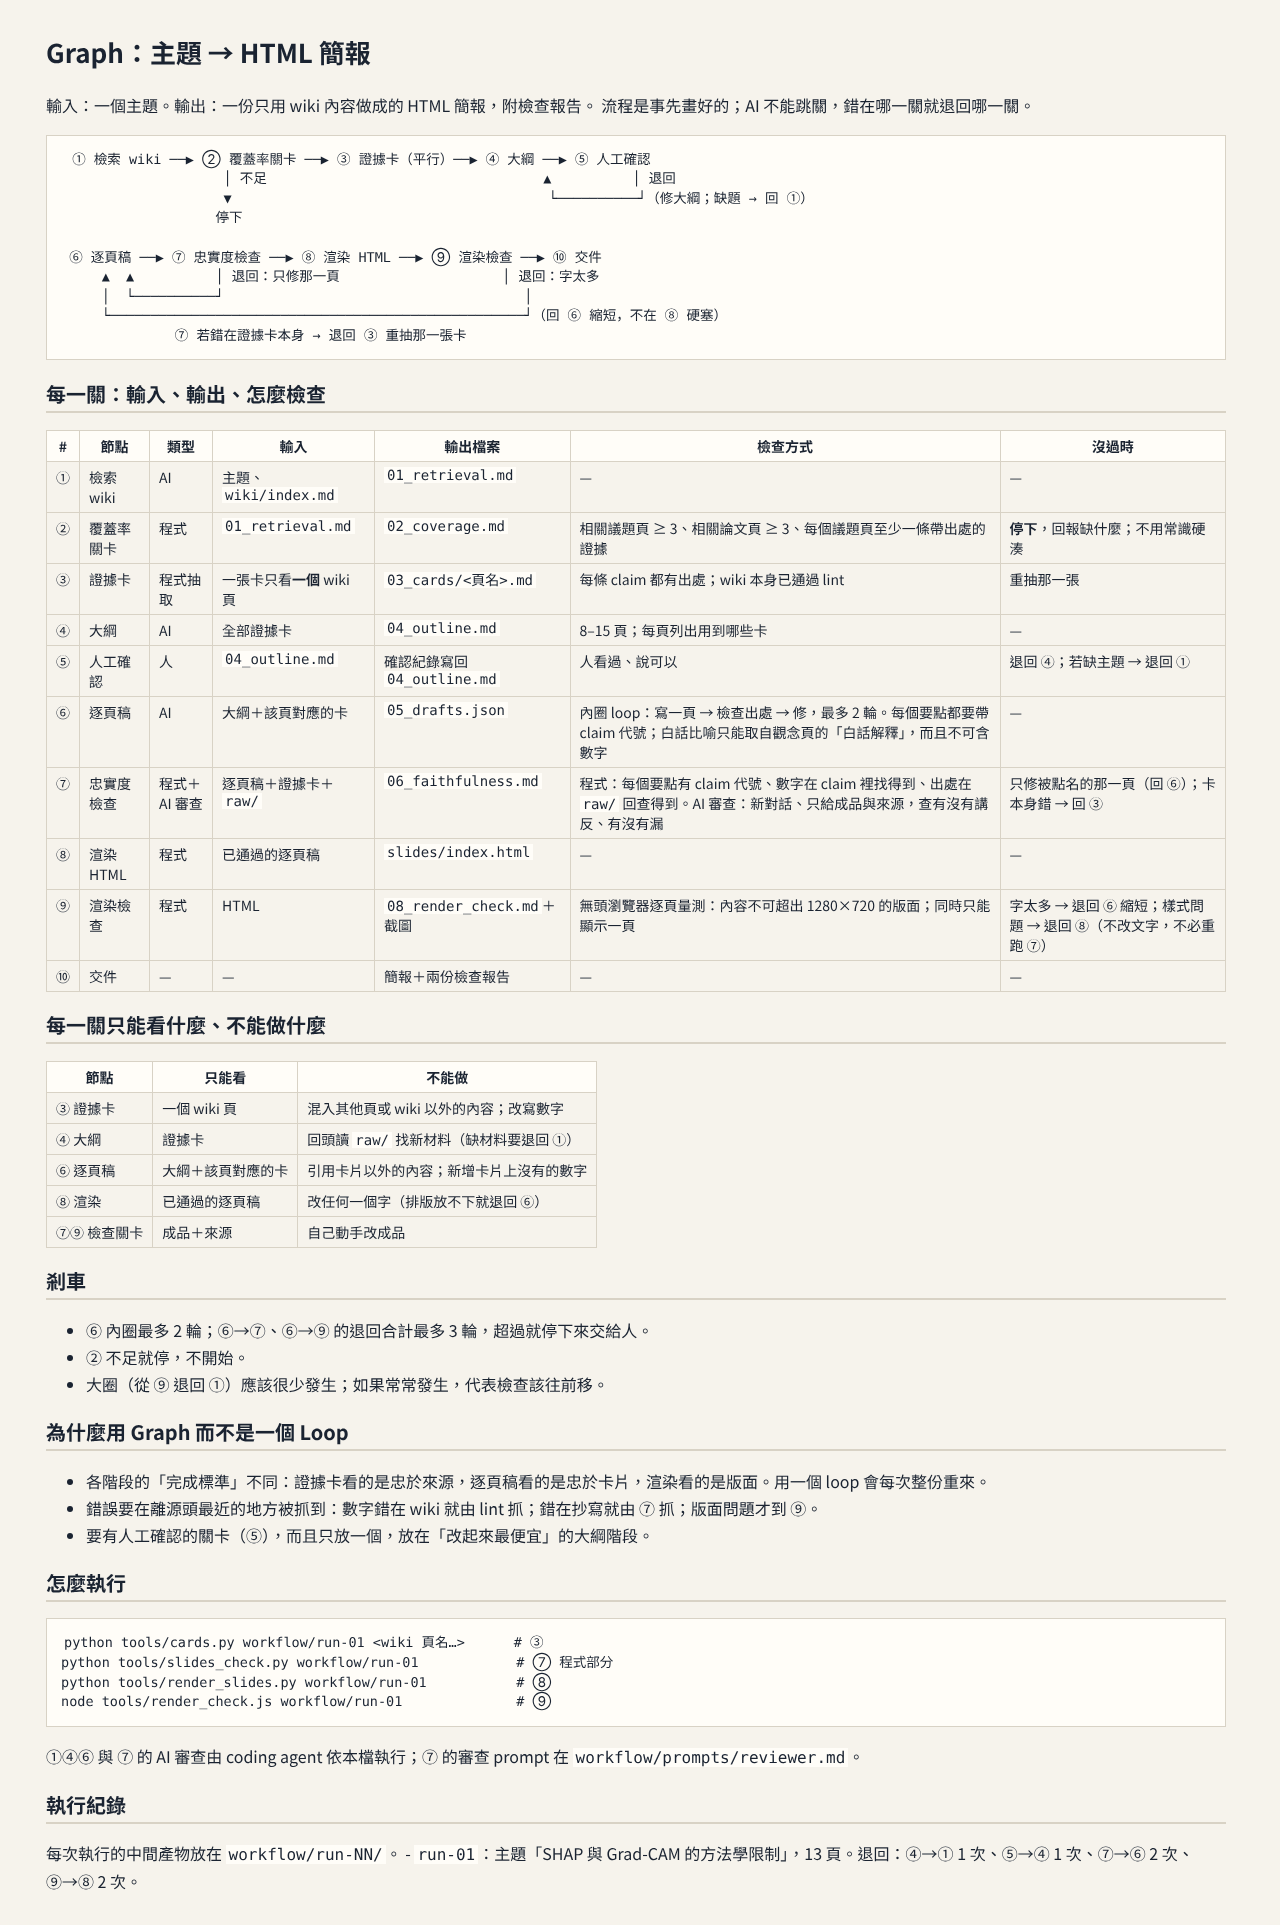 Graph：主題 → HTML 簡報
輸入：一個主題。輸出：一份只用 wiki 內容做成的 HTML 簡報，附檢查報告。 流程是事先畫好的；AI 不能跳關，錯在哪一關就退回哪一關。
① 檢索 wiki ──▶ ② 覆蓋率關卡 ──▶ ③ 證據卡（平行）──▶ ④ 大綱 ──▶ ⑤ 人工確認
│ 不足 ▲ │ 退回
▼ └──────────┘（修大綱；缺題 → 回 ①）
停下
⑥ 逐頁稿 ──▶ ⑦ 忠實度檢查 ──▶ ⑧ 渲染 HTML ──▶ ⑨ 渲染檢查 ──▶ ⑩ 交件
▲ ▲ │ 退回：只修那一頁 │ 退回：字太多
│ └──────────┘ │
└───────────────────────────────────────────────────┘（回 ⑥ 縮短，不在 ⑧ 硬塞）
⑦ 若錯在證據卡本身 → 退回 ③ 重抽那一張卡
每一關：輸入、輸出、怎麼檢查
# 節點 類型 輸入 輸出檔案 檢查方式 沒過時
① 檢索 wiki AI 主題、wiki/index.md 01_retrieval.md — —
② 覆蓋率關卡 程式 01_retrieval.md 02_coverage.md 相關議題頁 ≥ 3、相關論文頁 ≥ 3、每個議題頁至少一條帶出處的證據 停下，回報缺什麼；不用常識硬湊
③ 證據卡 程式抽取 一張卡只看一個 wiki 頁 03_cards/<頁名>.md 每條 claim 都有出處；wiki 本身已通過 lint 重抽那一張
④ 大綱 AI 全部證據卡 04_outline.md 8–15 頁；每頁列出用到哪些卡 —
⑤ 人工確認 人 04_outline.md 確認紀錄寫回 04_outline.md 人看過、說可以 退回 ④；若缺主題 → 退回 ①
⑥ 逐頁稿 AI 大綱＋該頁對應的卡 05_drafts.json 內圈 loop：寫一頁 → 檢查出處 → 修，最多 2 輪。每個要點都要帶 claim 代號；白話比喻只能取自觀念頁的「白話解釋」，而且不可含數字 —
⑦ 忠實度檢查 程式＋AI 審查 逐頁稿＋證據卡＋raw/ 06_faithfulness.md 程式：每個要點有 claim 代號、數字在 claim 裡找得到、出處在 raw/ 回查得到。AI 審查：新對話、只給成品與來源，查有沒有講反、有沒有漏 只修被點名的那一頁（回 ⑥）；卡本身錯 → 回 ③
⑧ 渲染 HTML 程式 已通過的逐頁稿 slides/index.html — —
⑨ 渲染檢查 程式 HTML 08_render_check.md＋截圖 無頭瀏覽器逐頁量測：內容不可超出 1280×720 的版面；同時只能顯示一頁 字太多 → 退回 ⑥ 縮短；樣式問題 → 退回 ⑧（不改文字，不必重跑 ⑦）
⑩ 交件 — — 簡報＋兩份檢查報告 — —
每一關只能看什麼、不能做什麼
節點 只能看 不能做
③ 證據卡 一個 wiki 頁 混入其他頁或 wiki 以外的內容；改寫數字
④ 大綱 證據卡 回頭讀 raw/ 找新材料（缺材料要退回 ①）
⑥ 逐頁稿 大綱＋該頁對應的卡 引用卡片以外的內容；新增卡片上沒有的數字
⑧ 渲染 已通過的逐頁稿 改任何一個字（排版放不下就退回 ⑥）
⑦⑨ 檢查關卡 成品＋來源 自己動手改成品
剎車
• ⑥ 內圈最多 2 輪；⑥→⑦、⑥→⑨ 的退回合計最多 3 輪，超過就停下來交給人。
• ② 不足就停，不開始。
• 大圈（從 ⑨ 退回 ①）應該很少發生；如果常常發生，代表檢查該往前移。
為什麼用 Graph 而不是一個 Loop
• 各階段的「完成標準」不同：證據卡看的是忠於來源，逐頁稿看的是忠於卡片，渲染看的是版面。用一個 loop 會每次整份重來。
• 錯誤要在離源頭最近的地方被抓到：數字錯在 wiki 就由 lint 抓；錯在抄寫就由 ⑦ 抓；版面問題才到 ⑨。
• 要有人工確認的關卡（⑤），而且只放一個，放在「改起來最便宜」的大綱階段。
怎麼執行
python tools/cards.py workflow/run-01 <wiki 頁名…> # ③
python tools/slides_check.py workflow/run-01 # ⑦ 程式部分
python tools/render_slides.py workflow/run-01 # ⑧
node tools/render_check.js workflow/run-01 # ⑨
①④⑥ 與 ⑦ 的 AI 審查由 coding agent 依本檔執行；⑦ 的審查 prompt 在 workflow/prompts/reviewer.md。
執行紀錄
每次執行的中間產物放在 workflow/run-NN/。 - run-01：主題「SHAP 與 Grad-CAM 的方法學限制」，13 頁。退回：④→① 1 次、⑤→④ 1 次、⑦→⑥ 2 次、
⑨→⑧ 2 次。